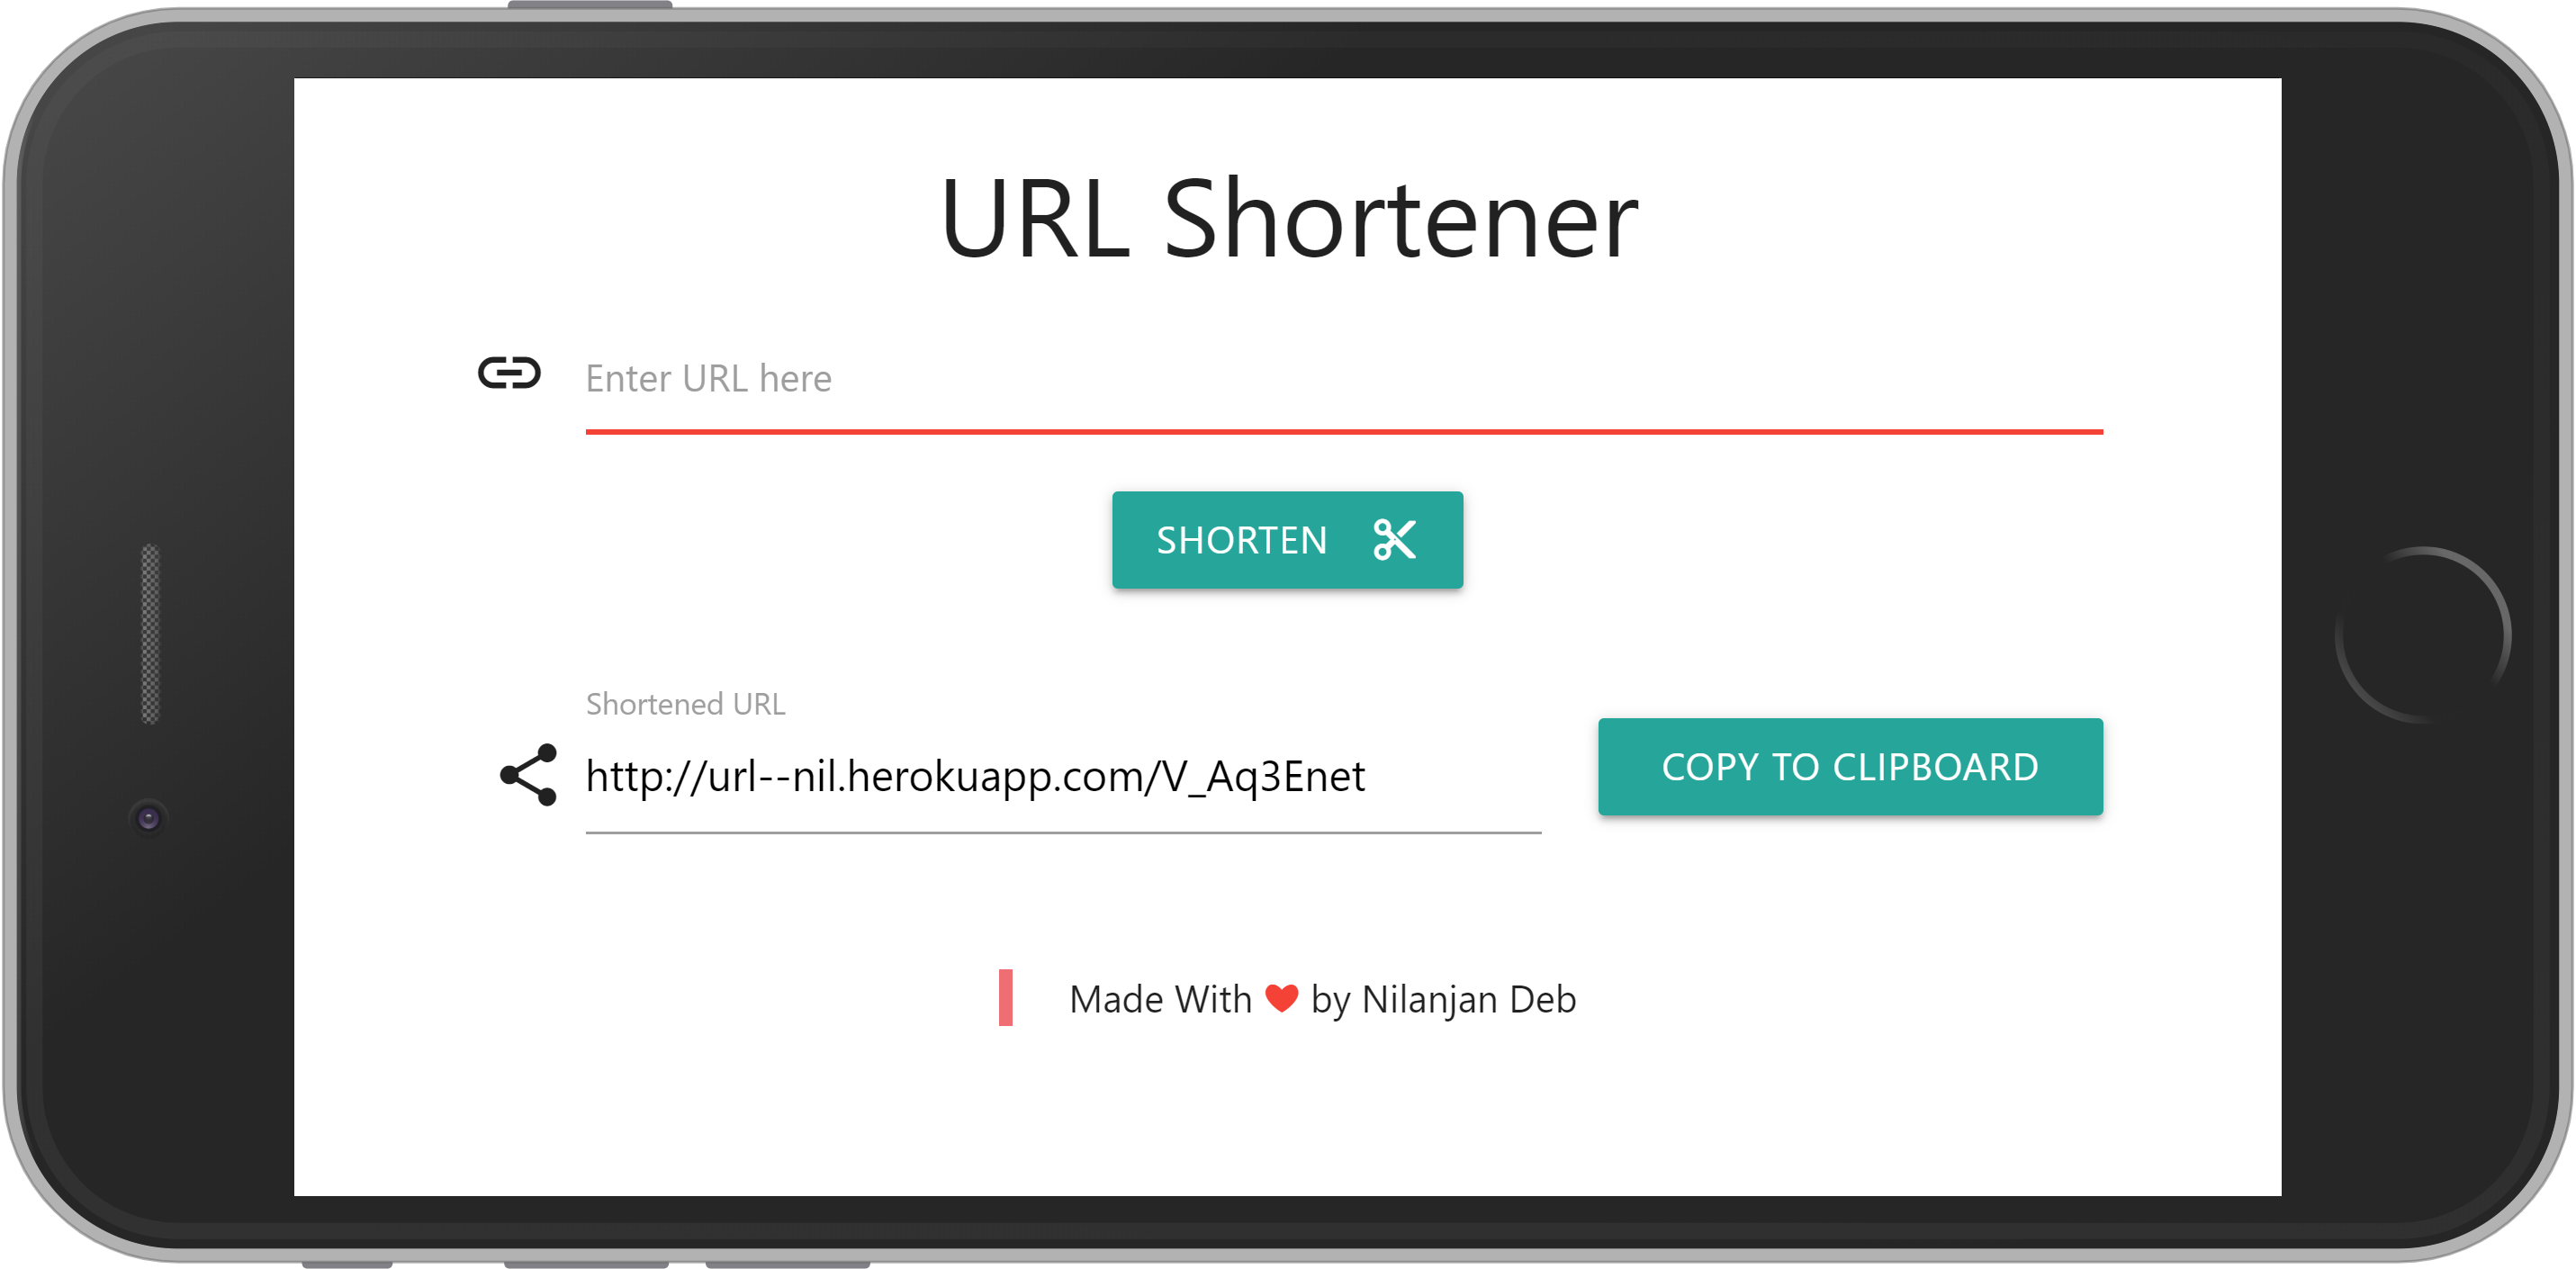 URL Shortener
Enter URL here
SHORTEN
Shortened URL
http://url--nil.herokuapp.com/V_Aq3Enet
COPY TO CLIPBOARD
Made With ❤ by Nilanjan Deb